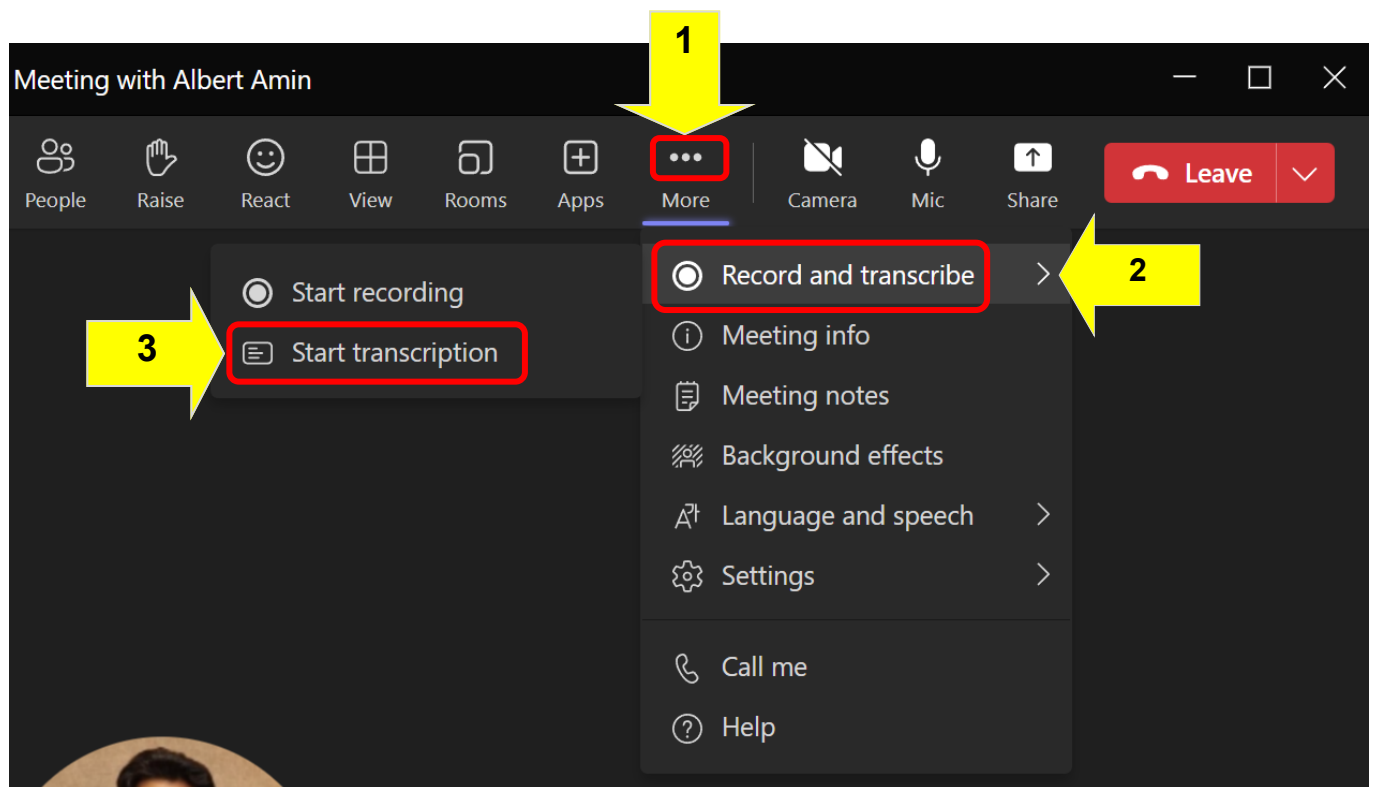 1
Meeting with Albert Amin
People Raise React View Rooms Apps More Camera Mic Share Leave
Record and transcribe
2
Start recording
3
Start transcription
Meeting info
Meeting notes
Background effects
Language and speech
Settings
Call me
Help